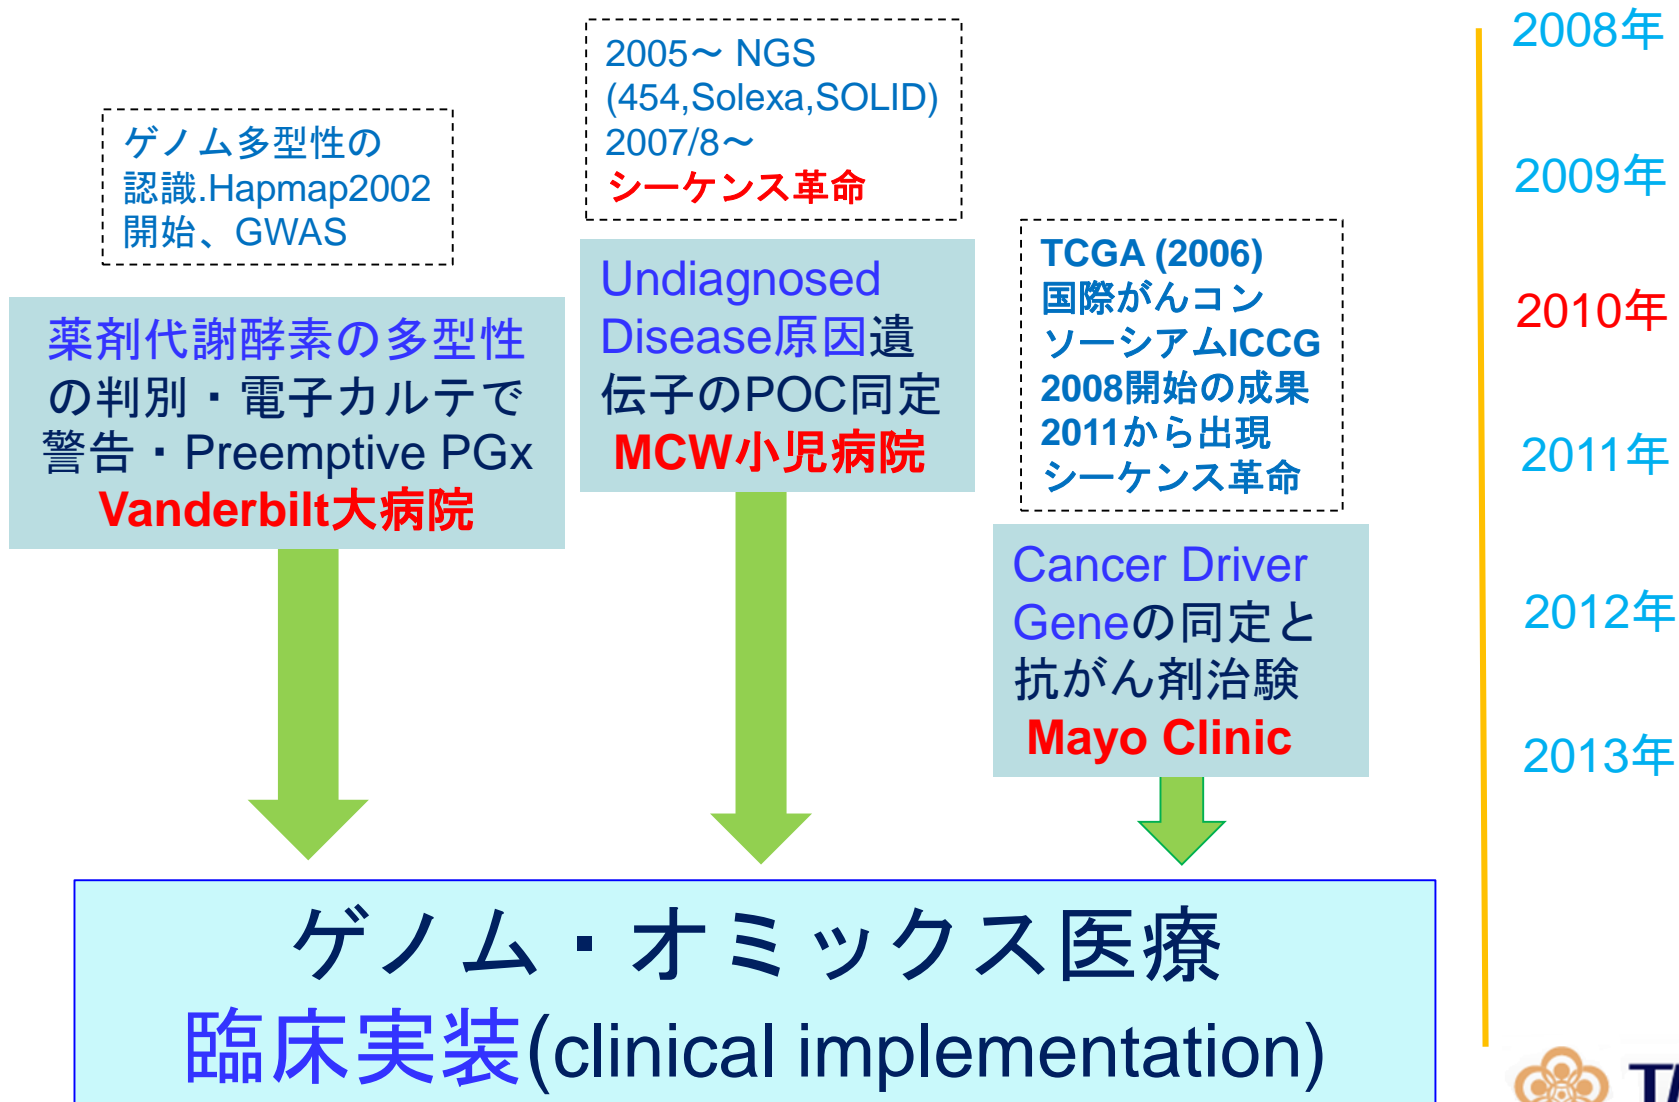 ゲノム多型性の
認識.Hapmap2002
開始、GWAS
薬剤代謝酵素の多型性
の判別・電子カルテで
警告・Preemptive PGx
Vanderbilt大病院
2005～ NGS
(454,Solexa,SOLID)
2007/8～
シーケンス革命
Undiagnosed
Disease原因遺
伝子のPOC同定
MCW小児病院
TCGA (2006)
国際がんコン
ソーシアムICCG
2008開始の成果
2011から出現
シーケンス革命
Cancer Driver
Geneの同定と
抗がん剤治験
Mayo Clinic
ゲノム・オミックス医療
臨床実装(clinical implementation)
2008年
2009年
2010年
2011年
2012年
2013年